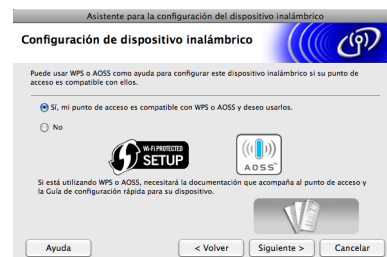 Asistente para la configuración del dispositivo inalámbrico
Configuración de dispositivo inalámbrico
Puede usar WPS o AOSS como ayuda para configurar este dispositivo inalámbrico si su punto de
acceso es compatible con ellos.
Sí, mi punto de acceso es compatible con WPS o AOSS y deseo usarlos.
No
WI-FI PROTECTED
SETUP
AOSS™
Si está utilizando WPS o AOSS, necesitará la documentación que acompaña al punto de acceso y
la Guía de configuración rápida para su dispositivo.
Ayuda
< Volver
Siguiente >
Cancelar